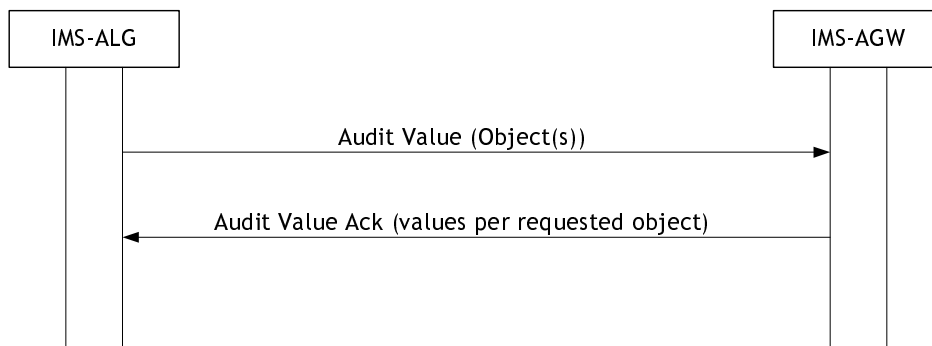 IMS-ALG
IMS-AGW
Audit Value (Object(s))
Audit Value Ack (values per requested object)